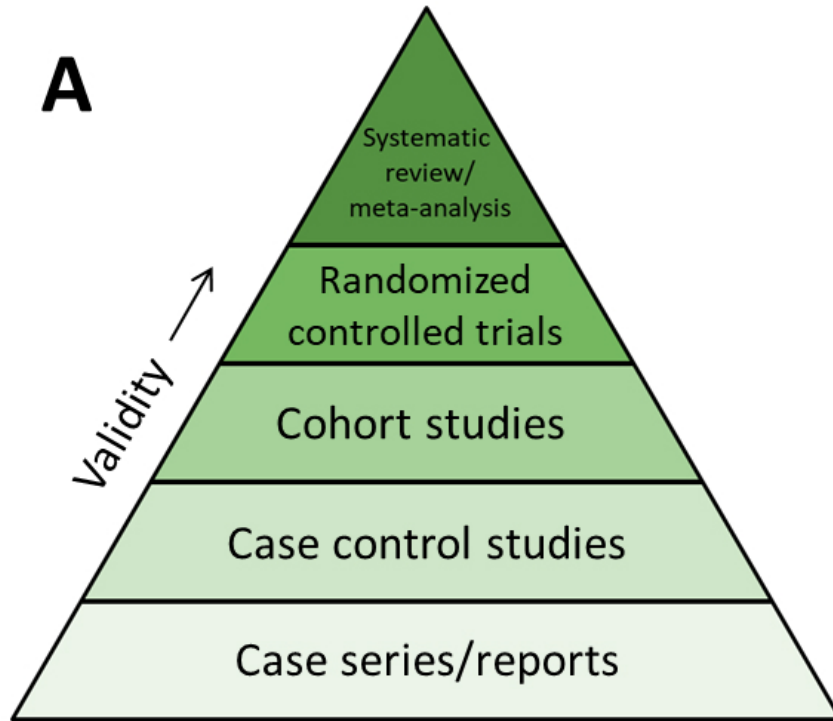 A
Systematic
review/
meta-analysis
Randomized
controlled trials
Validity
Cohort studies
Case control studies
Case series/reports